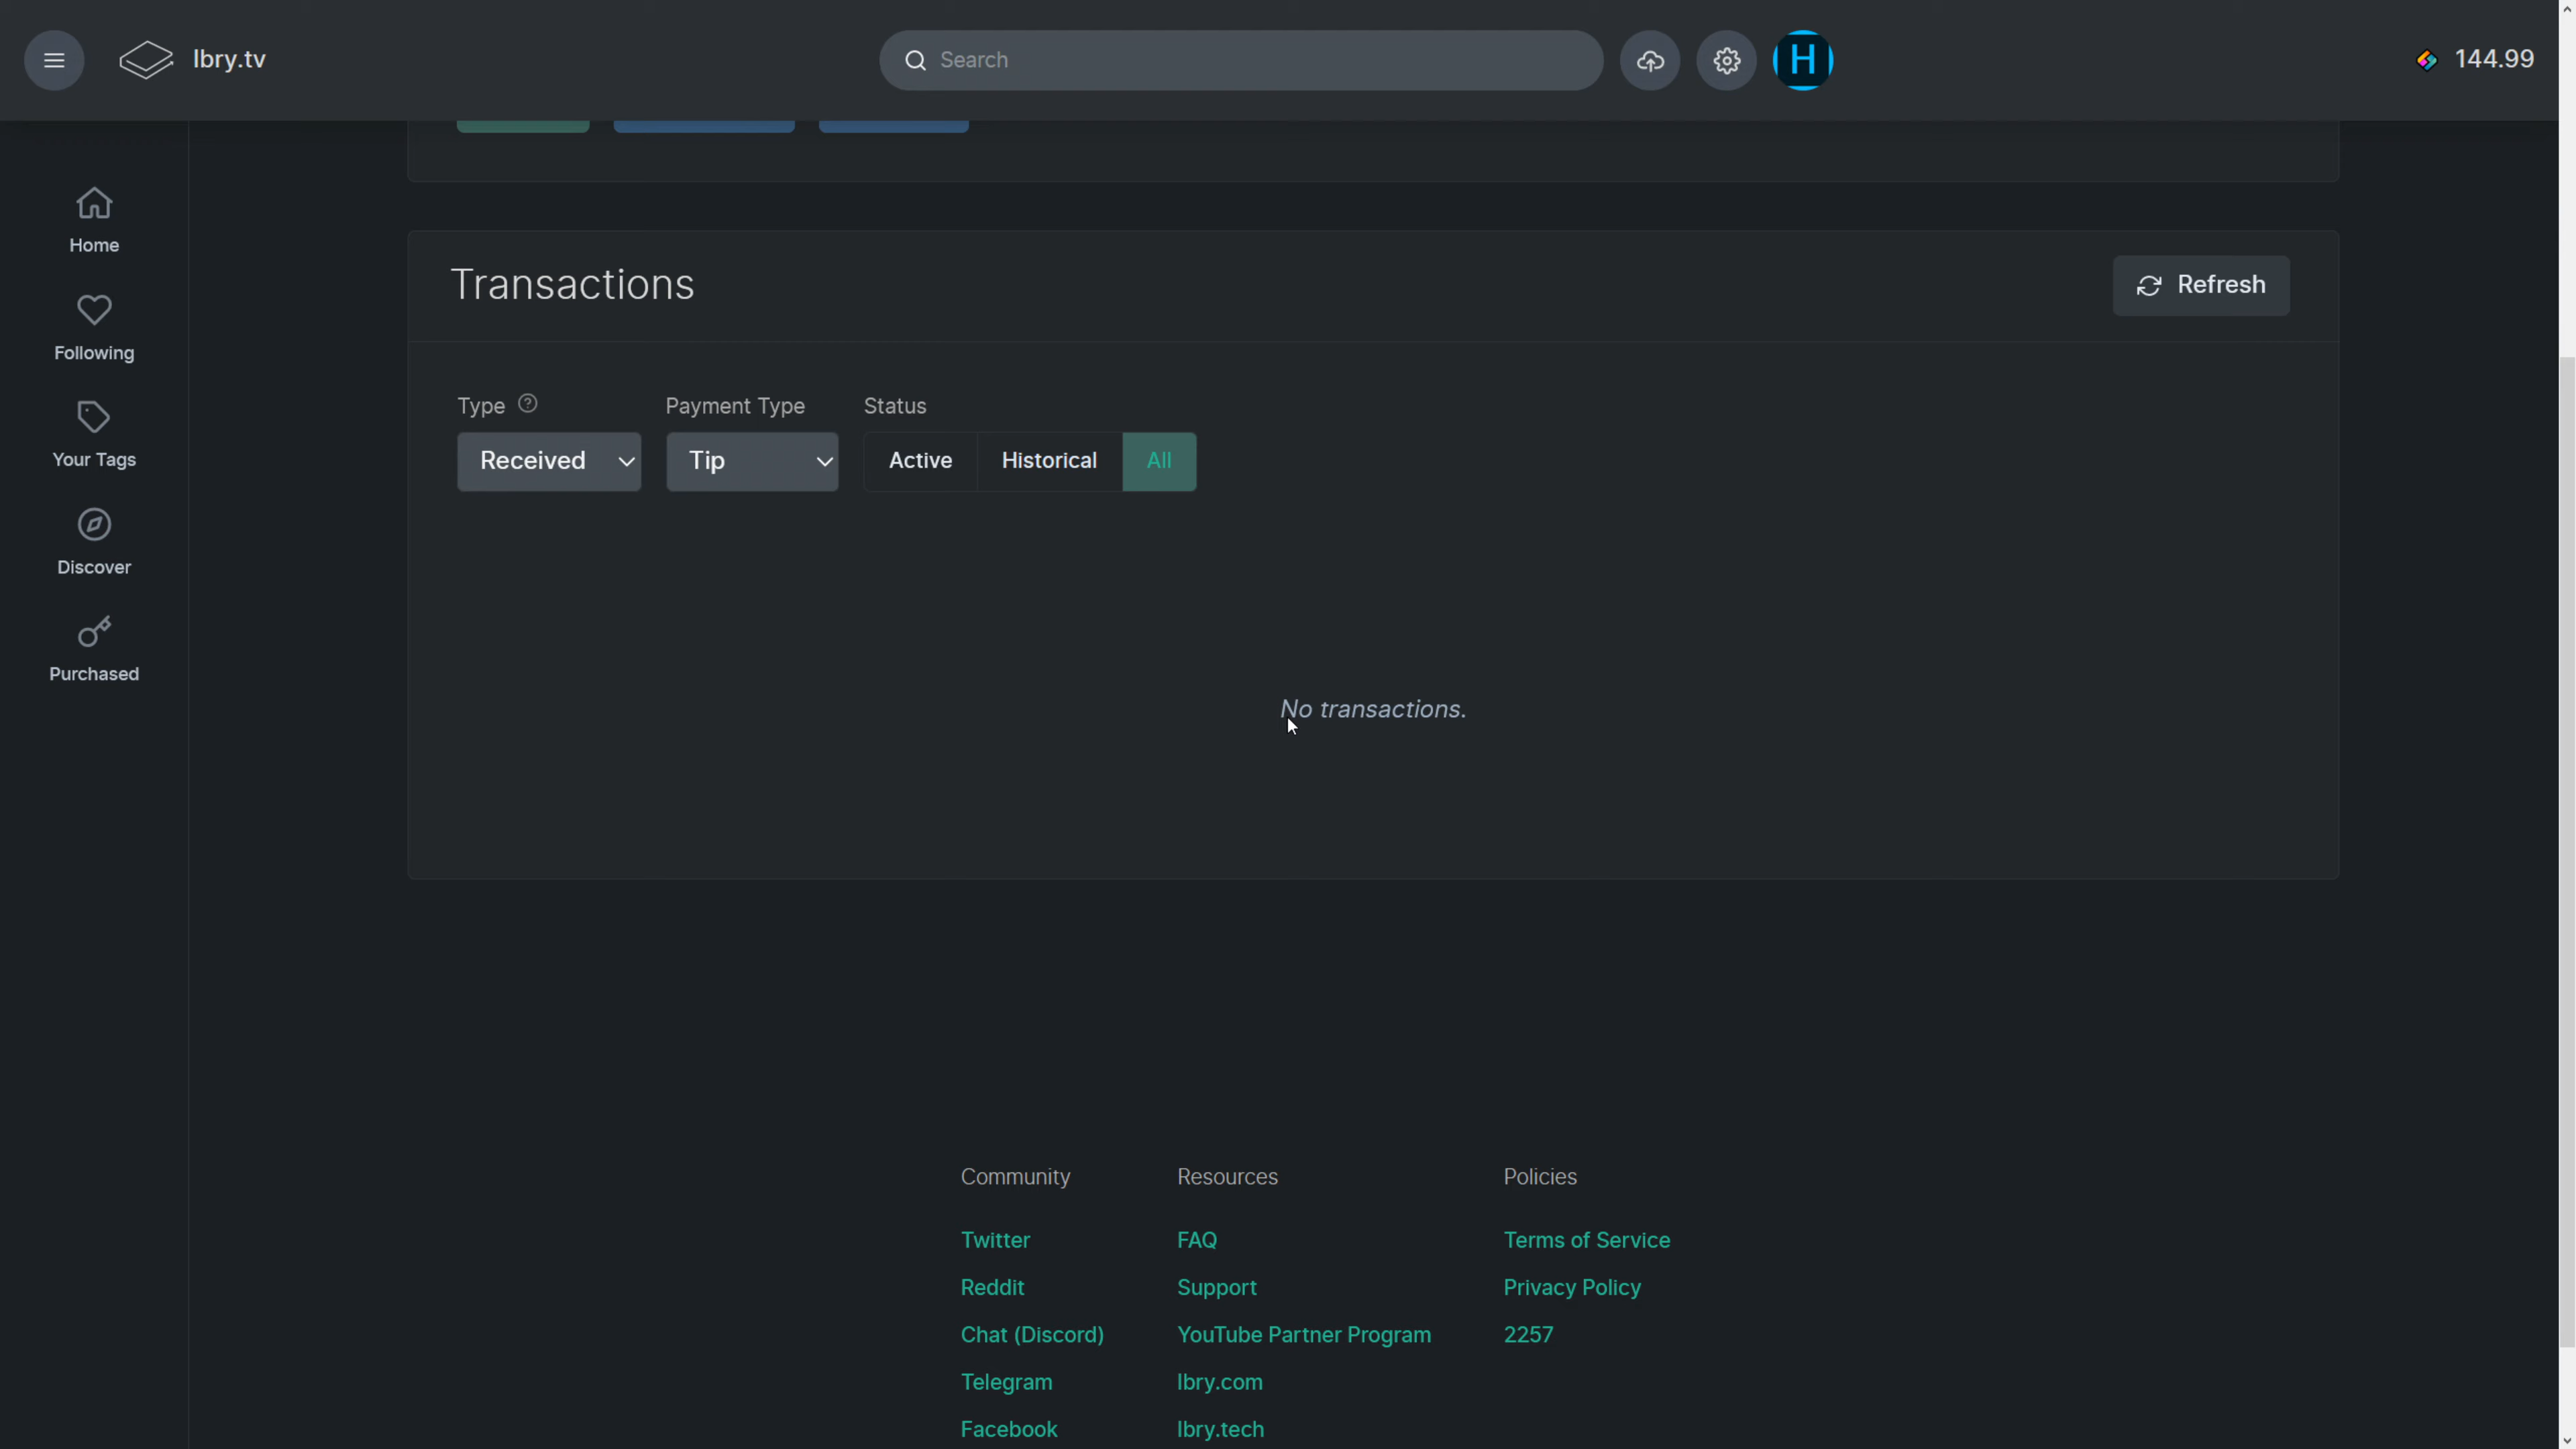 lbry.tv
Search
H
144.99
Home
Following
Your Tags
Discover
Purchased
Transactions
Refresh
Type
Payment Type
Status
Received
Tip
Active
Historical
All
No transactions.
Community
Resources
Policies
Twitter
FAQ
Terms of Service
Reddit
Support
Privacy Policy
Chat (Discord)
YouTube Partner Program
2257
Telegram
lbry.com
Facebook
lbry.tech